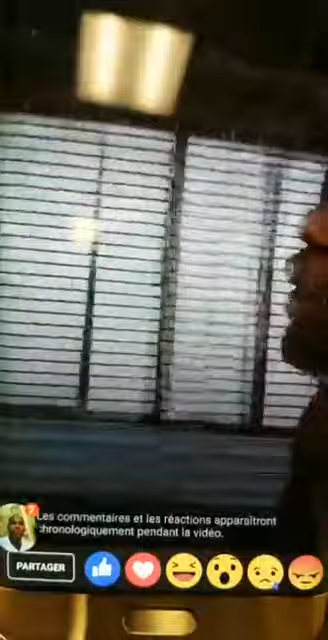 Les commentaires et les réactions apparaîtront
chronologiquement pendant la vidéo.
PARTAGER